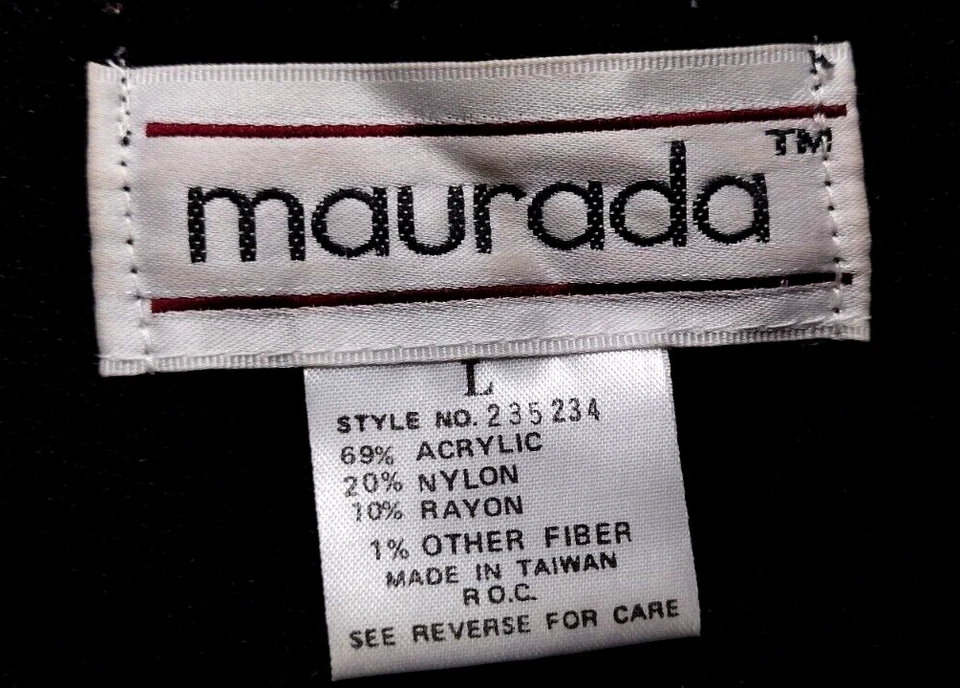 maurada™
L
STYLE NO. 235234
69% ACRYLIC
20% NYLON
10% RAYON
1% OTHER FIBER
MADE IN TAIWAN
R O.C.
SEE REVERSE FOR CARE